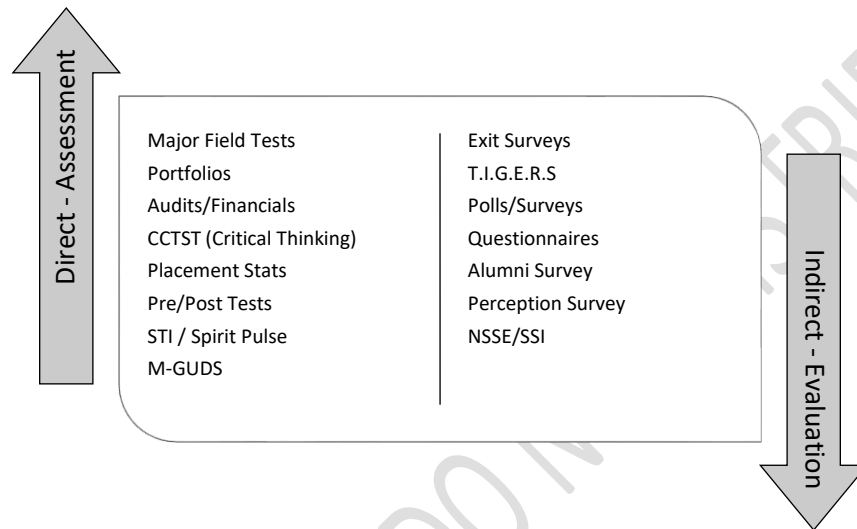 Direct - Assessment
Major Field Tests
Portfolios
Audits/Financials
CCTST (Critical Thinking)
Placement Stats
Pre/Post Tests
STI / Spirit Pulse
M-GUDS
Exit Surveys
T.I.G.E.R.S
Polls/Surveys
Questionnaires
Alumni Survey
Perception Survey
NSSE/SSI
Indirect - Evaluation
DO